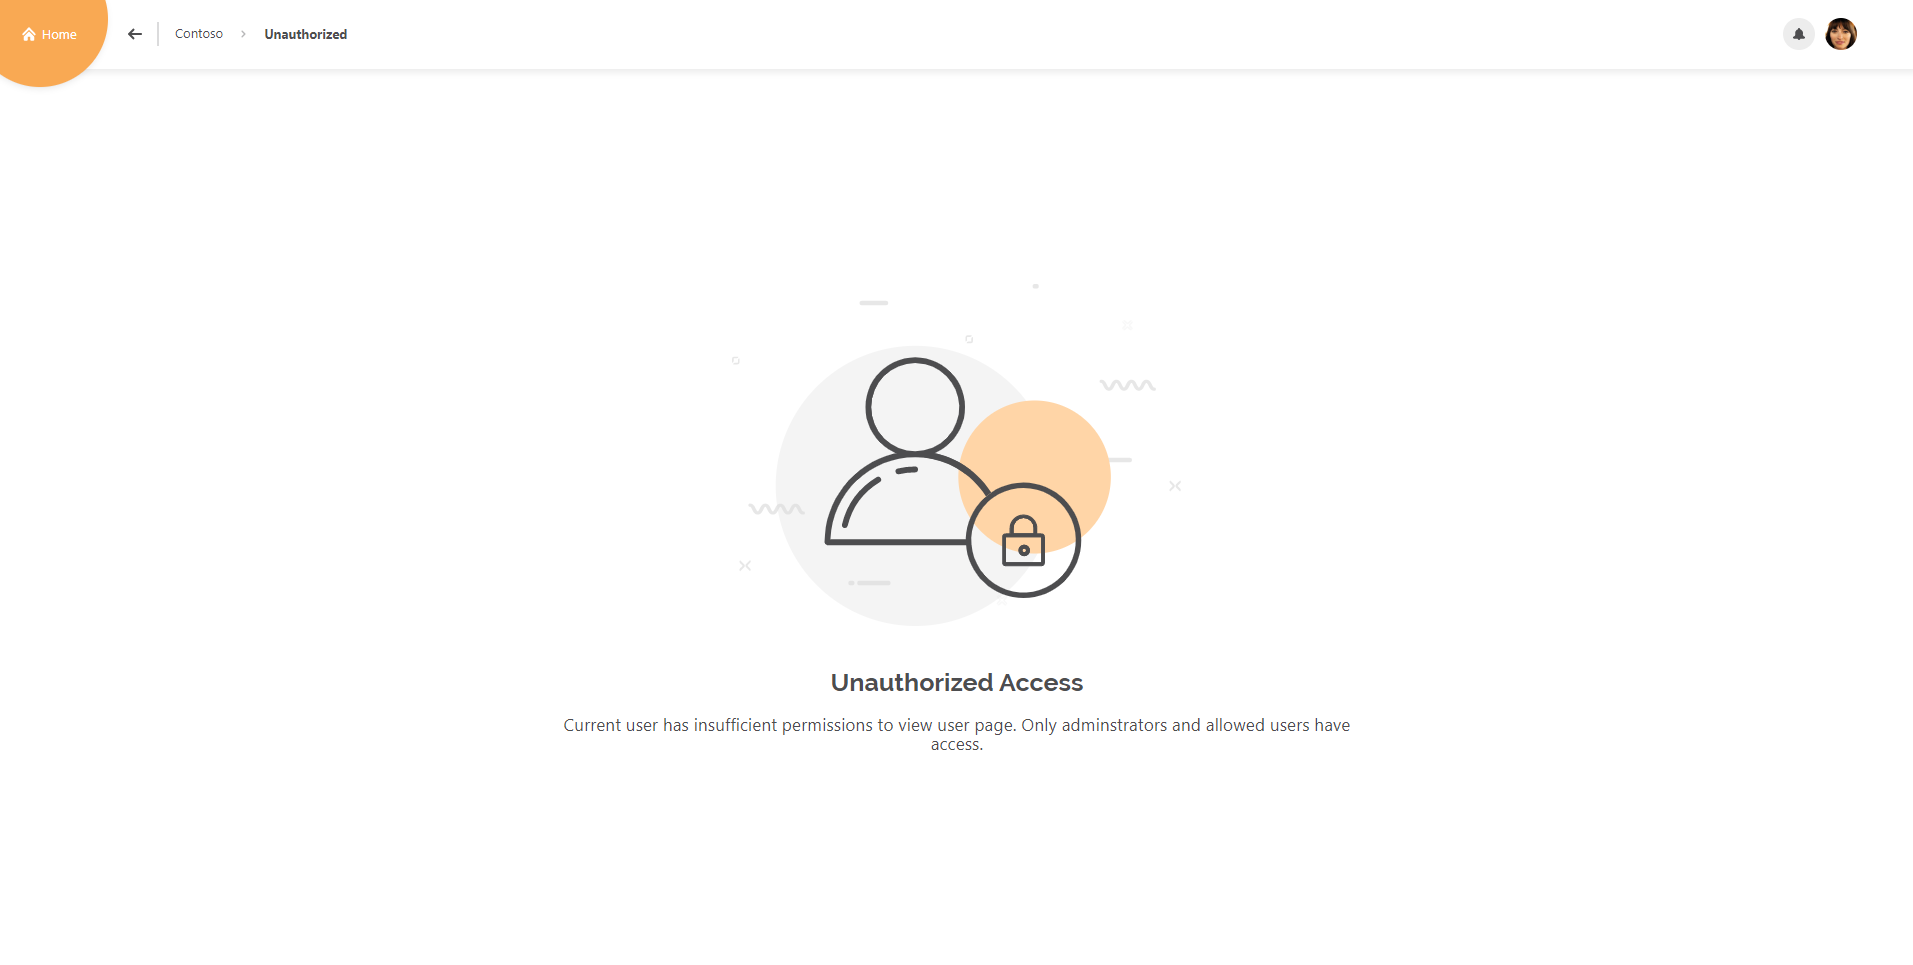 Home
Contoso
Unauthorized
Unauthorized Access
Current user has insufficient permissions to view user page. Only adminstrators and allowed users have
access.